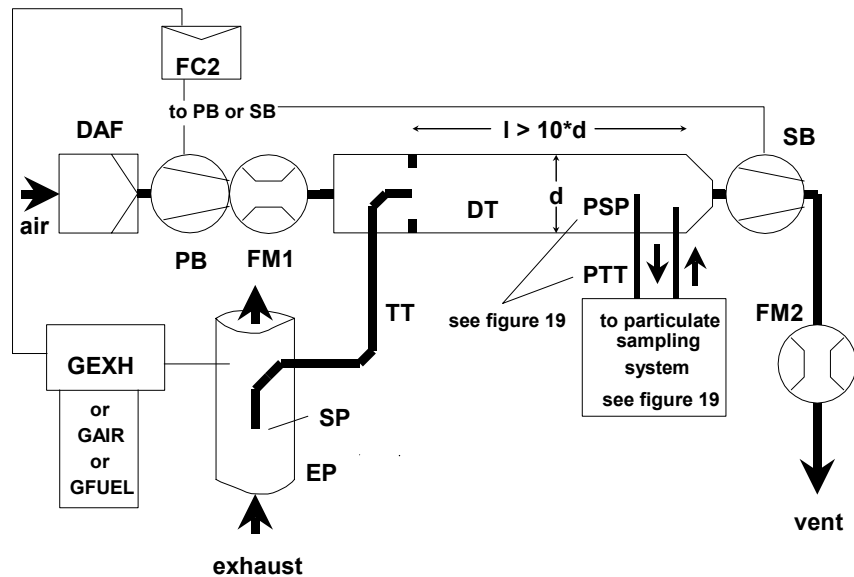 FC2
to PB or SB
DAF
l > 10*d
SB
air
d
DT
PSP
PB
FM1
PTT
TT
see figure 19
FM2
to particulate
sampling
system
see figure 19
GEXH
or
GAIR
or
GFUEL
SP
EP
vent
exhaust